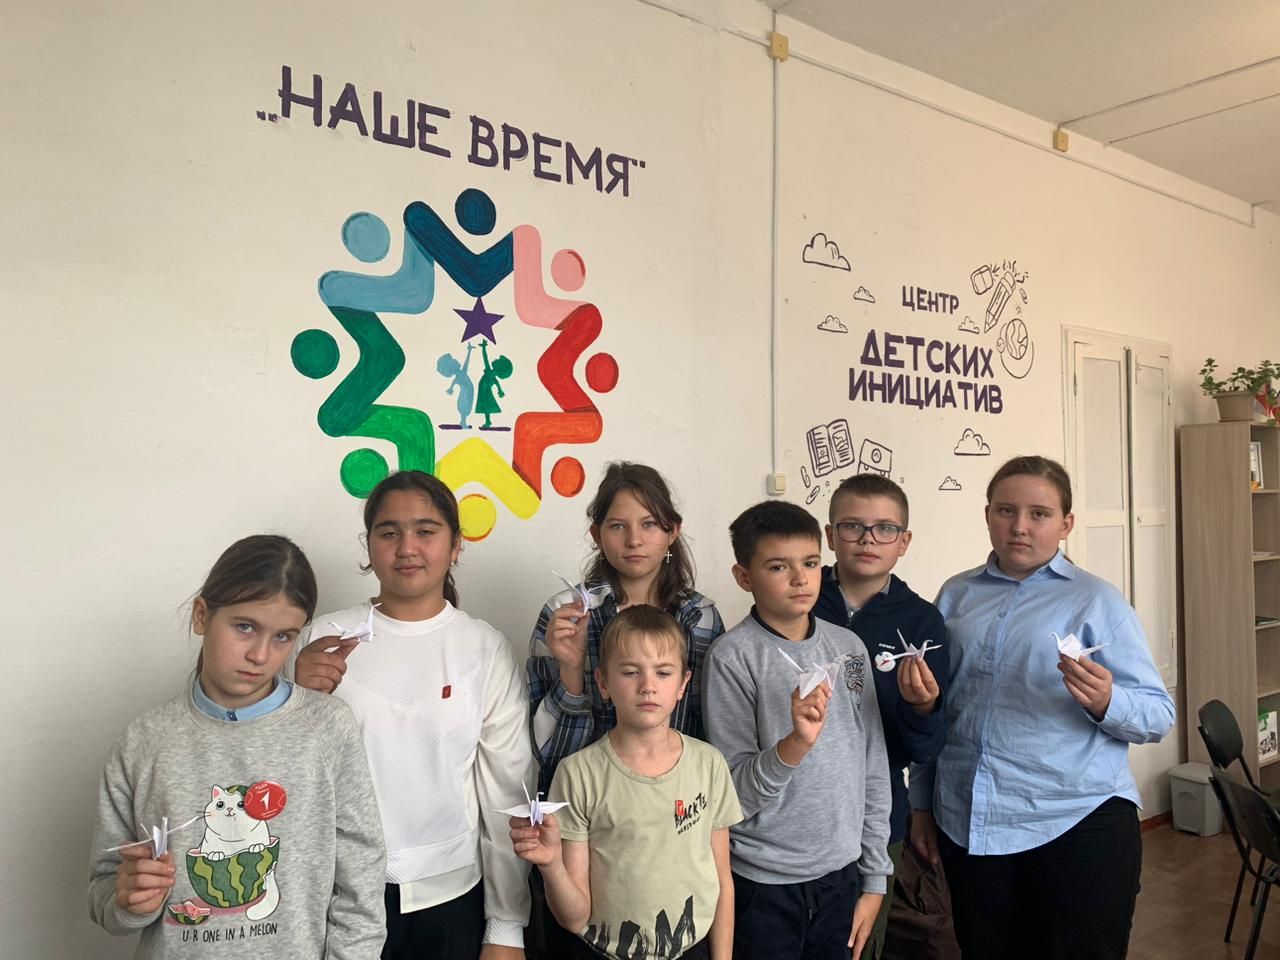 „НАШЕ ВРЕМЯ"
ЦЕНТР
ДЕТСКИХ
ИНИЦИАТИВ
U R ONE IN A MELON